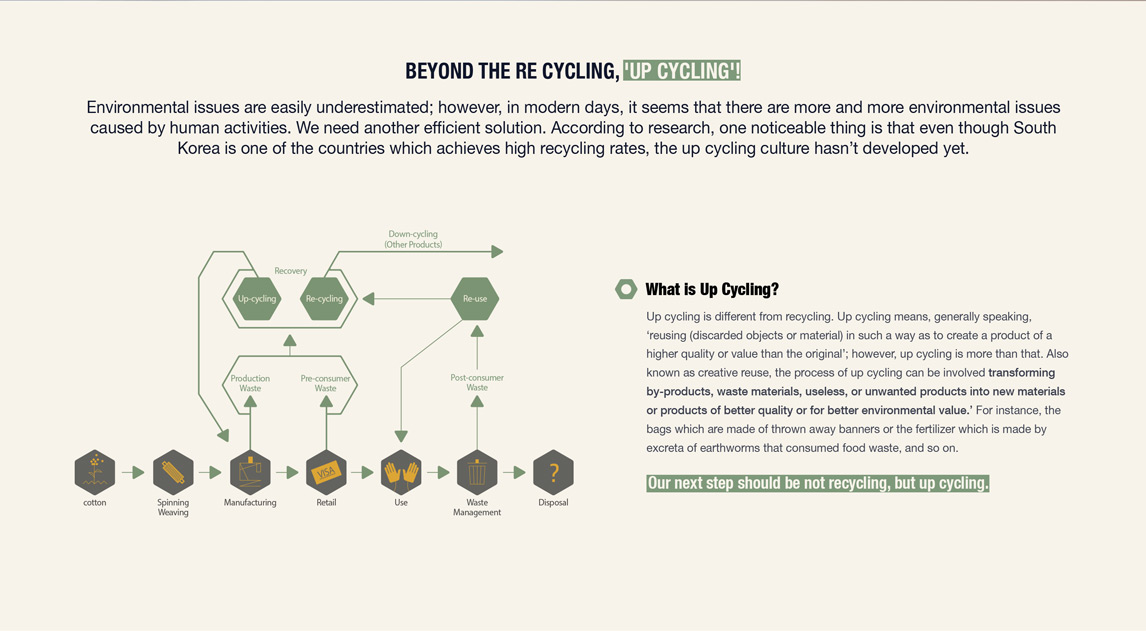 BEYOND THE RE CYCLING, 'UP CYCLING'!
Environmental issues are easily underestimated; however, in modern days, it seems that there are more and more environmental issues
caused by human activities. We need another efficient solution. According to research, one noticeable thing is that even though South
Korea is one of the countries which achieves high recycling rates, the up cycling culture hasn't developed yet.
Down-cycling
(Other Products)
Recovery
Up-cycling
Re-cycling
Re-use
Production
Waste
Pre-consumer
Waste
Post-consumer
Waste
VISA
?
cotton
Spinning
Weaving
Manufacturing
Retail
Use
Waste
Management
Disposal
What is Up Cycling?
Up cycling is different from recycling. Up cycling means, generally speaking,
'reusing (discarded objects or material) in such a way as to create a product of a
higher quality or value than the original'; however, up cycling is more than that. Also
known as creative reuse, the process of up cycling can be involved transforming
by-products, waste materials, useless, or unwanted products into new materials
or products of better quality or for better environmental value.' For instance, the
bags which are made of thrown away banners or the fertilizer which is made by
excreta of earthworms that consumed food waste, and so on.
Our next step should be not recycling, but up cycling.